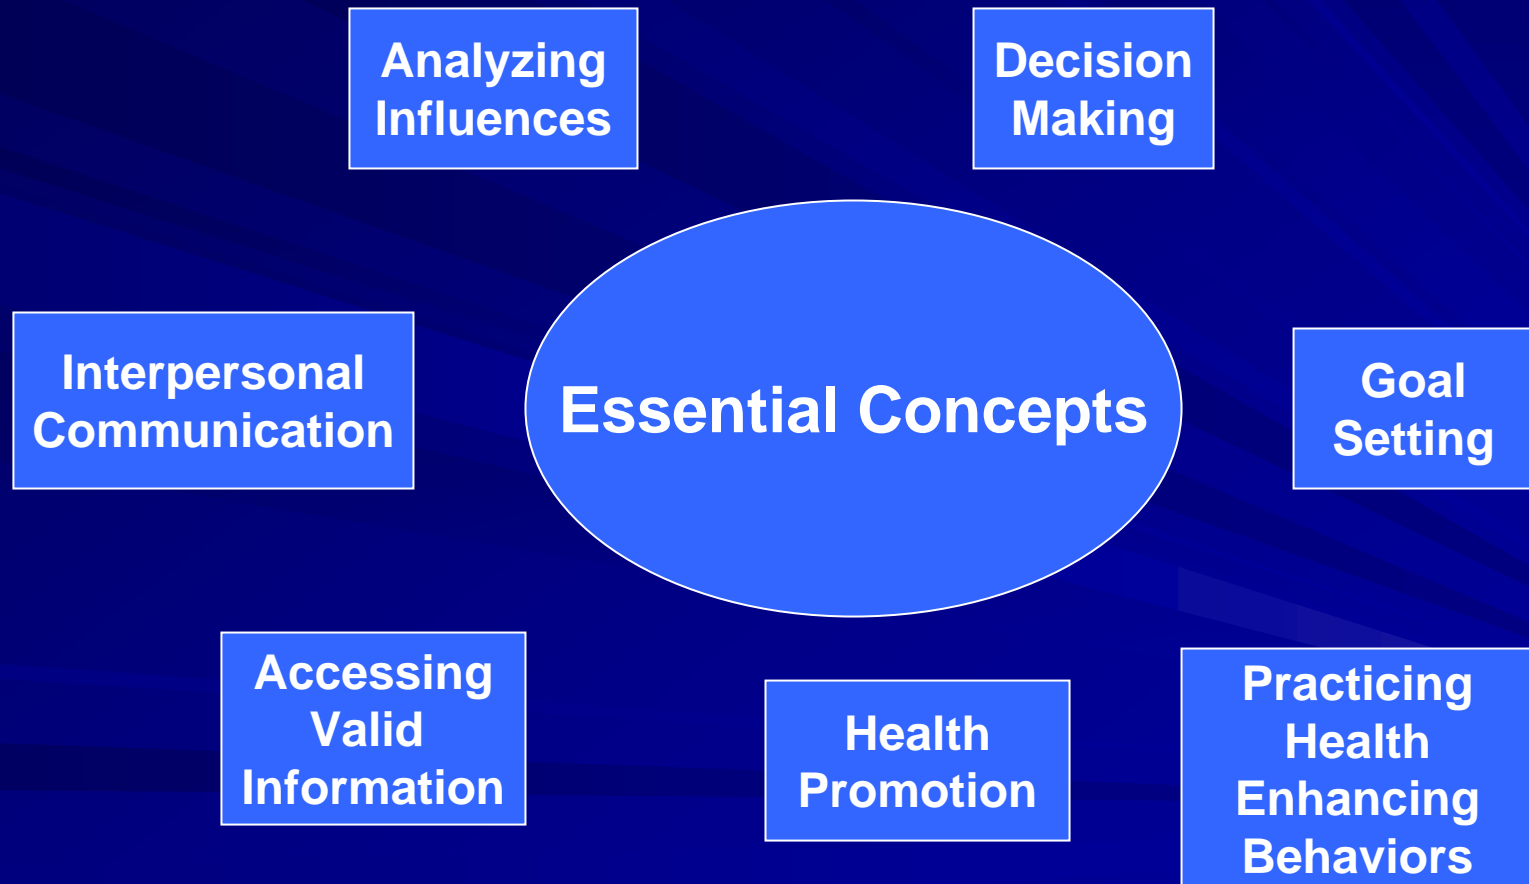 Analyzing
Influences
Decision
Making
Interpersonal
Communication
Essential Concepts
Goal
Setting
Accessing
Valid
Information
Health
Promotion
Practicing
Health
Enhancing
Behaviors